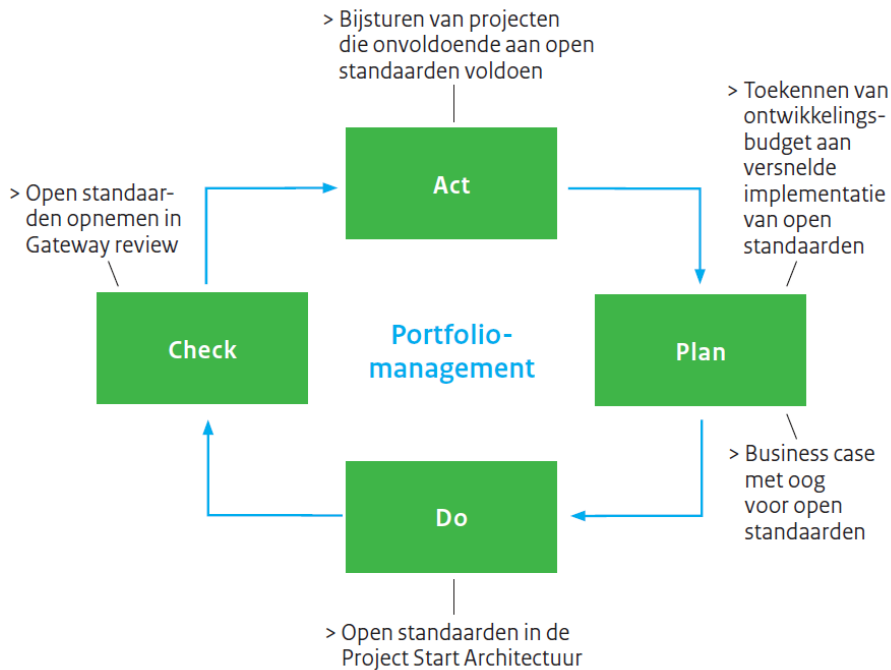 > Bijsturen van projecten
die onvoldoende aan open
standaarden voldoen
> Toekennen van
ontwikkelings-
budget aan
versnelde
implementatie
van open
standaarden
Act
> Open standaar-
den opnemen in
Gateway review
Check
Portfolio-
management
Plan
> Business case
met oog
voor open
standaarden
Do
> Open standaarden in de
Project Start Architectuur